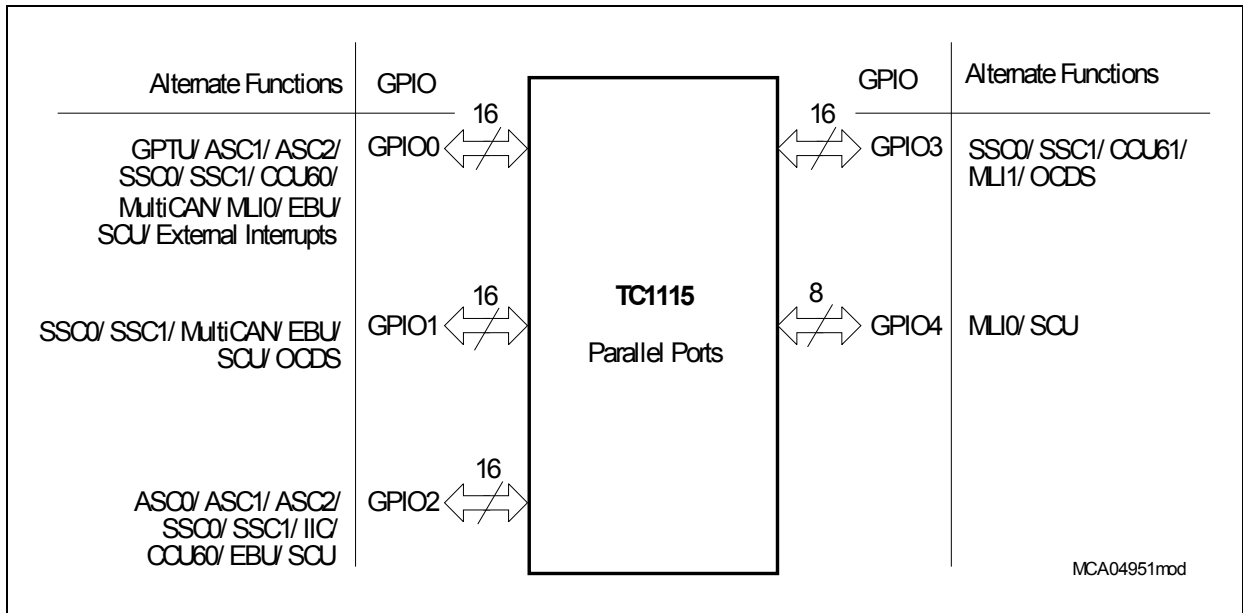 Alternate Functions GPIO
16
GPTU/ ASC1/ ASC2/ GPIO0
SSC0/ SSC1/ CCU60/
MultiCAN/ MLI0/ EBU/
SCU/ External Interrupts
16
SSC0/ SSC1/ MultiCAN/ EBU/ GPIO1
SCU/ OCDS
16
ASC0/ ASC1/ ASC2/ GPIO2
SSC0/ SSC1/ IIC/
CCU60/ EBU/ SCU
TC1115
Parallel Ports
GPIO Alternate Functions
16
GPIO3 SSC0/ SSC1/ CCU61/
MLI1/ OCDS
8
GPIO4 MLI0/ SCU
MCA04951mod